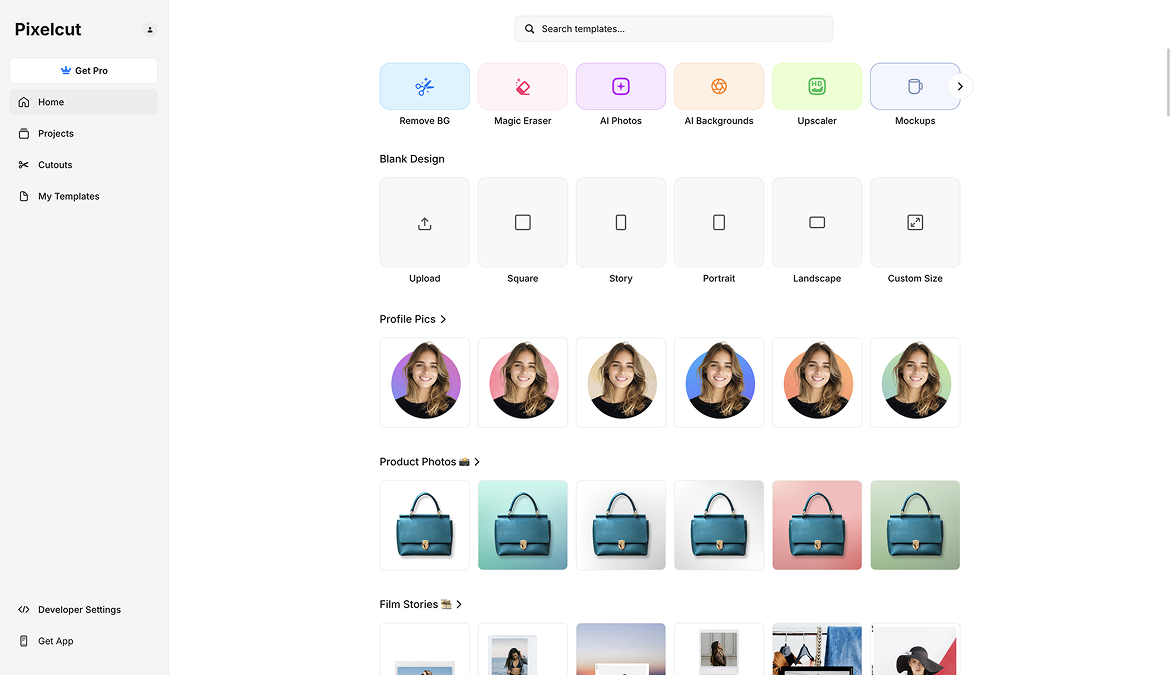 Pixelcut
Get Pro
Home
Projects
Cutouts
My Templates
Developer Settings
Get App
Search templates...
Remove BG
Magic Eraser
AI Photos
AI Backgrounds
HD
Upscaler
Mockups
Blank Design
Upload
Square
Story
Portrait
Landscape
Custom Size
Profile Pics
Product Photos 📸
Film Stories 🎞️